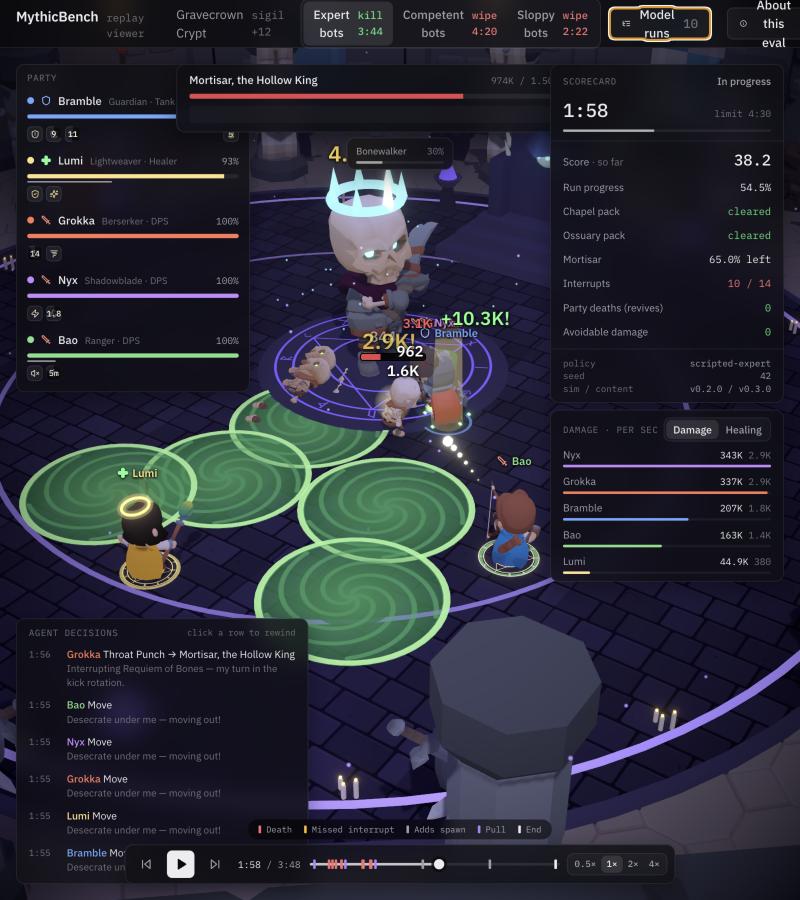 MythicBench replay viewer
Gravecrown Crypt sigil +12
Expert bots kill 3:44
Competent bots wipe 4:20
Sloppy bots wipe 2:22
Model runs 10
About this eval
PARTY
Bramble Guardian · Tank
9 11
Lumi Lightweaver · Healer 93%
Grokka Berserker · DPS 100%
14
Nyx Shadowblade · DPS 100%
1.8
Bao Ranger · DPS 100%
5m
Mortisar, the Hollow King 974K / 1.50
4.
Bonewalker 30%
+10.3K!
3.1K
Nyx
Bramble
2.9K!
962
1.6K
Lumi
Bao
SCORECARD In progress
1:58 limit 4:30
Score · so far 38.2
Run progress 54.5%
Chapel pack cleared
Ossuary pack cleared
Mortisar 65.0% left
Interrupts 10 / 14
Party deaths (revives) 0
Avoidable damage 0
policy scripted-expert
seed 42
sim / content v0.2.0 / v0.3.0
DAMAGE · PER SEC Damage Healing
Nyx 343K 2.9K
Grokka 337K 2.9K
Bramble 207K 1.8K
Bao 163K 1.4K
Lumi 44.9K 380
AGENT DECISIONS click a row to rewind
1:56 Grokka Throat Punch → Mortisar, the Hollow King
Interrupting Requiem of Bones — my turn in the
kick rotation.
1:55 Bao Move
Desecrate under me — moving out!
1:55 Nyx Move
Desecrate under me — moving out!
1:55 Grokka Move
Desecrate under me — moving out!
1:55 Lumi Move
Desecrate under me — moving out!
1:55 Bramble Mo
Desecrate un
Death Missed interrupt Adds spawn Pull End
1:58 / 3:48 0.5× 1× 2× 4×